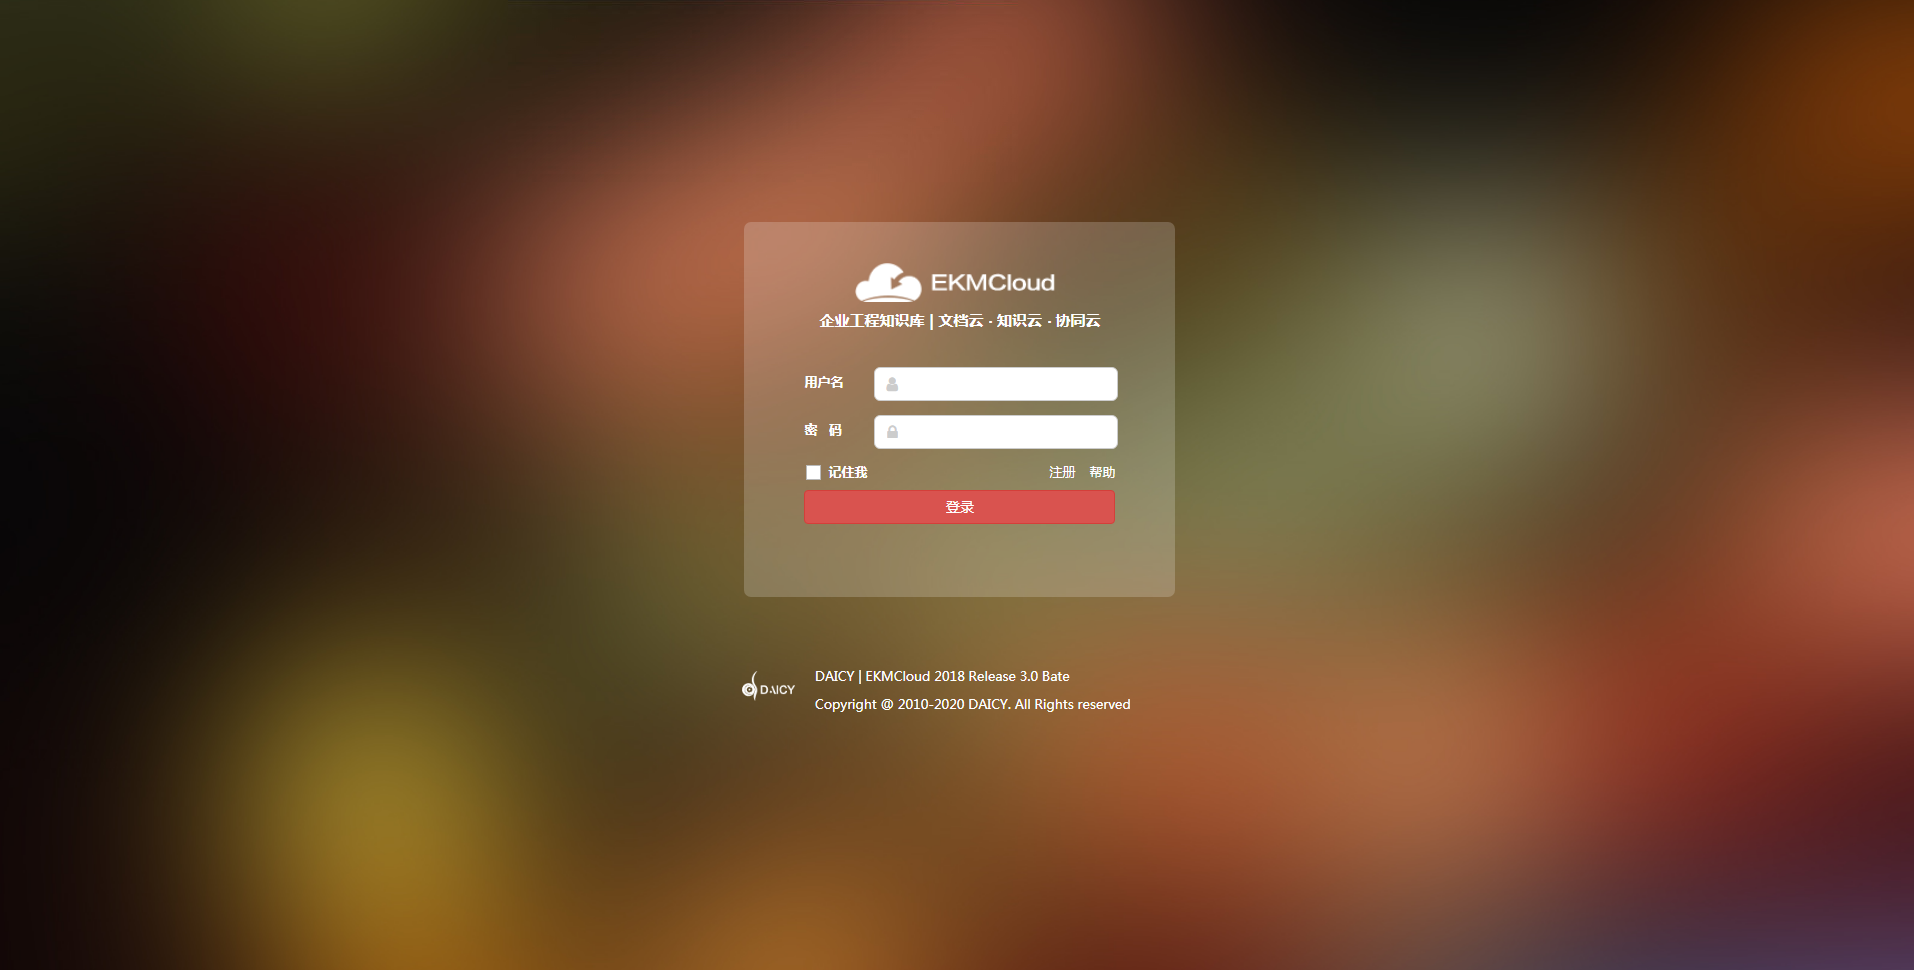 EKMCloud
企业工程知识库 | 文档云 · 知识云 · 协同云
用户名
密 码
记住我 注册 帮助
登录
DAICY
DAICY | EKMCloud 2018 Release 3.0 Bate
Copyright @ 2010-2020 DAICY. All Rights reserved